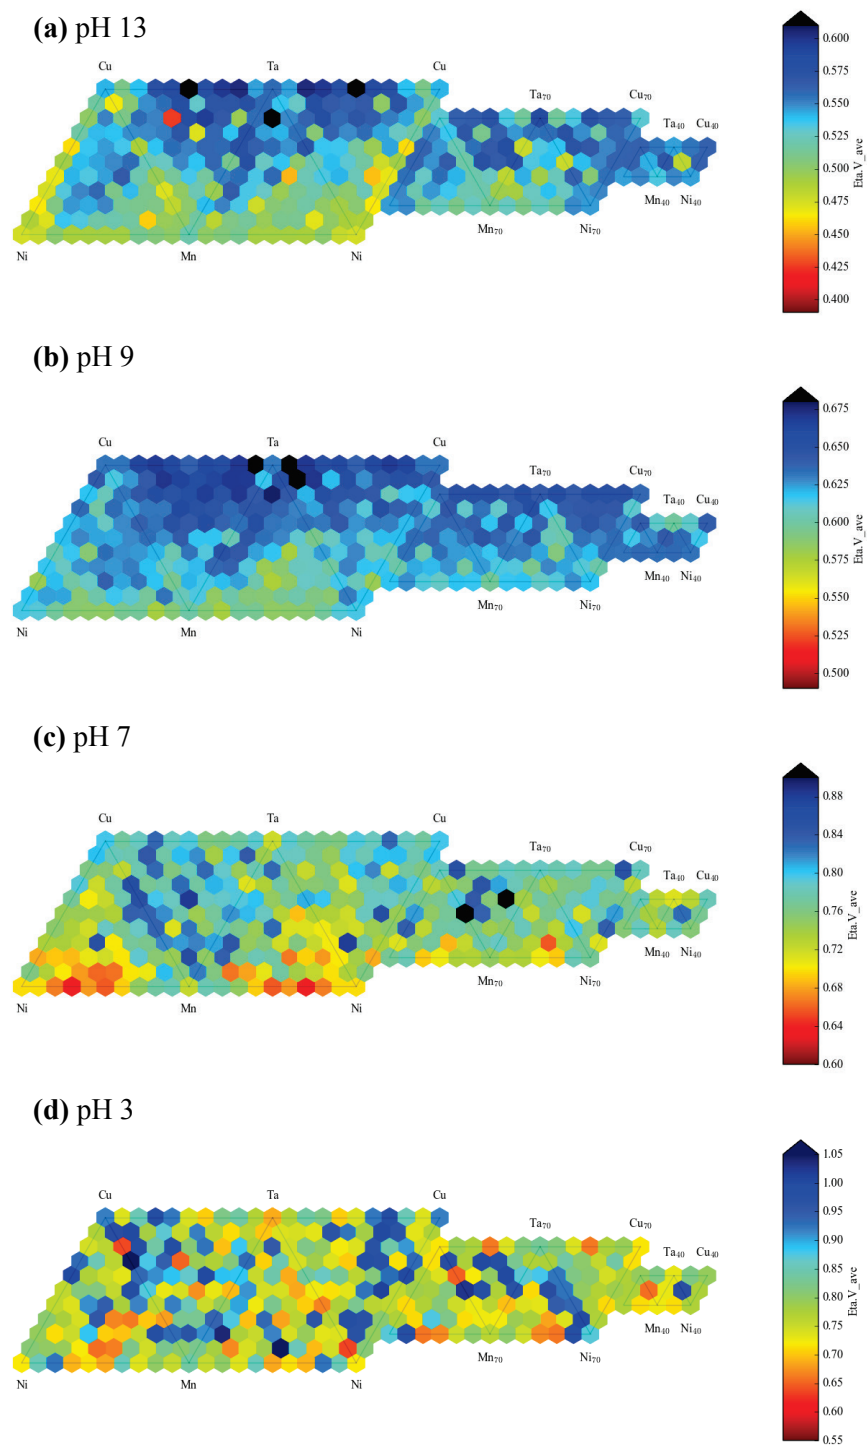 (a) pH 13
Cu Ta Cu
Ta70 Cu70
Ta40 Cu40
Mn40 Ni40
Mn70 Ni70
Ni Mn Ni
0.600
0.575
0.550
0.525
0.500
0.475
0.450
0.425
0.400
Eta.V_ave
(b) pH 9
Cu Ta Cu
Ta70 Cu70
Ta40 Cu40
Mn40 Ni40
Mn70 Ni70
Ni Mn Ni
0.675
0.650
0.625
0.600
0.575
0.550
0.525
0.500
Eta.V_ave
(c) pH 7
Cu Ta Cu
Ta70 Cu70
Ta40 Cu40
Mn40 Ni40
Mn70 Ni70
Ni Mn Ni
0.88
0.84
0.80
0.76
0.72
0.68
0.64
0.60
Eta.V_ave
(d) pH 3
Cu Ta Cu
Ta70 Cu70
Ta40 Cu40
Mn40 Ni40
Mn70 Ni70
Ni Mn Ni
1.05
1.00
0.95
0.90
0.85
0.80
0.75
0.70
0.65
0.60
0.55
Eta.V_ave